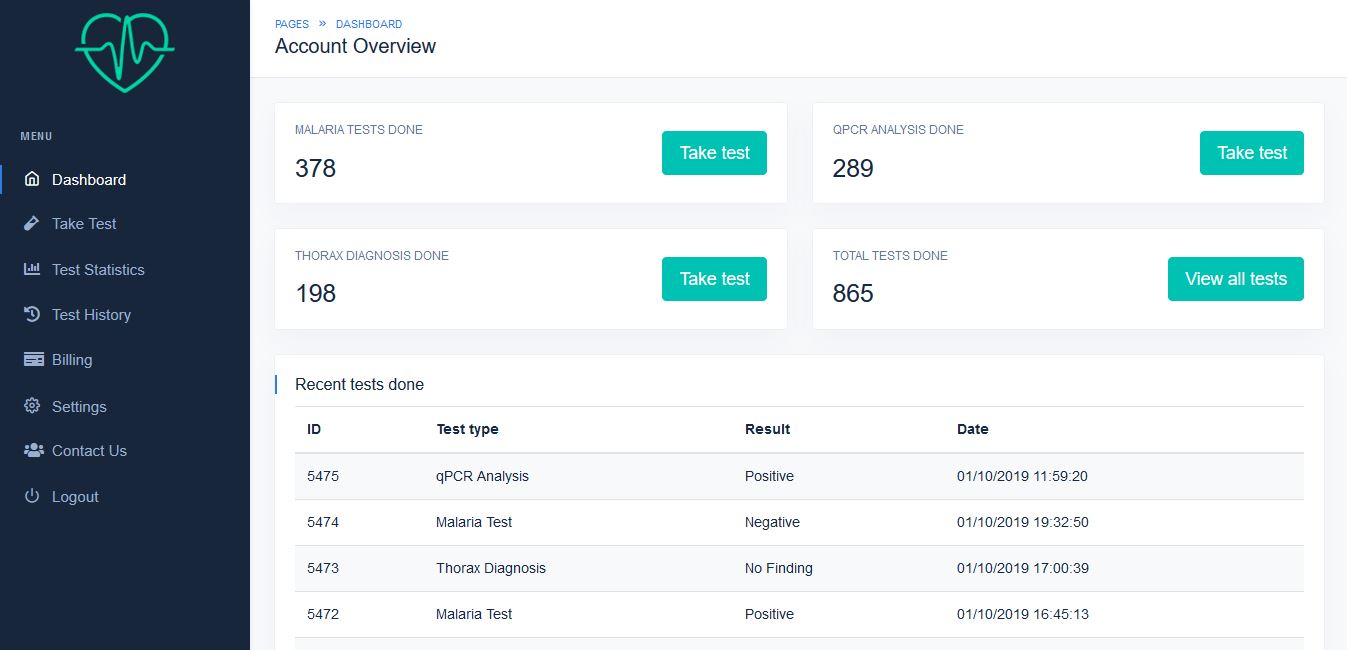 PAGES » DASHBOARD
Account Overview
MENU
Dashboard
Take Test
Test Statistics
Test History
Billing
Settings
Contact Us
Logout
MALARIA TESTS DONE
378
Take test
QPCR ANALYSIS DONE
289
Take test
THORAX DIAGNOSIS DONE
198
Take test
TOTAL TESTS DONE
865
View all tests
Recent tests done
ID Test type Result Date
5475 qPCR Analysis Positive 01/10/2019 11:59:20
5474 Malaria Test Negative 01/10/2019 19:32:50
5473 Thorax Diagnosis No Finding 01/10/2019 17:00:39
5472 Malaria Test Positive 01/10/2019 16:45:13